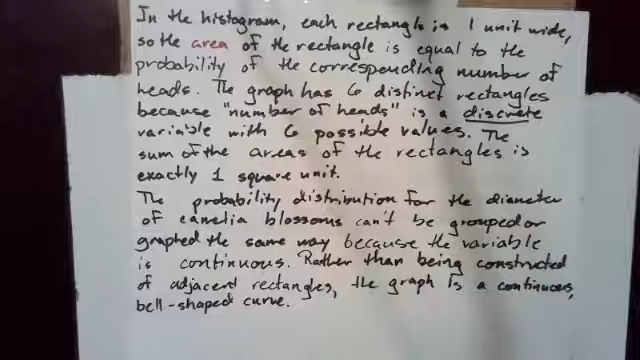 In the histogram, each rectangle is 1 unit wide,
so the area of the rectangle is equal to the
probability of the corresponding number of
heads. The graph has 6 distinct rectangles
because "number of heads" is a discrete
variable with 6 possible values. The
sum of the areas of the rectangles is
exactly 1 square unit.
The probability distribution for the diameter
of camelia blossoms can't be grouped or
graphed the same way because the variable
is continuous. Rather than being constructed
of adjacent rectangles, the graph is a continuous,
bell-shaped curve.